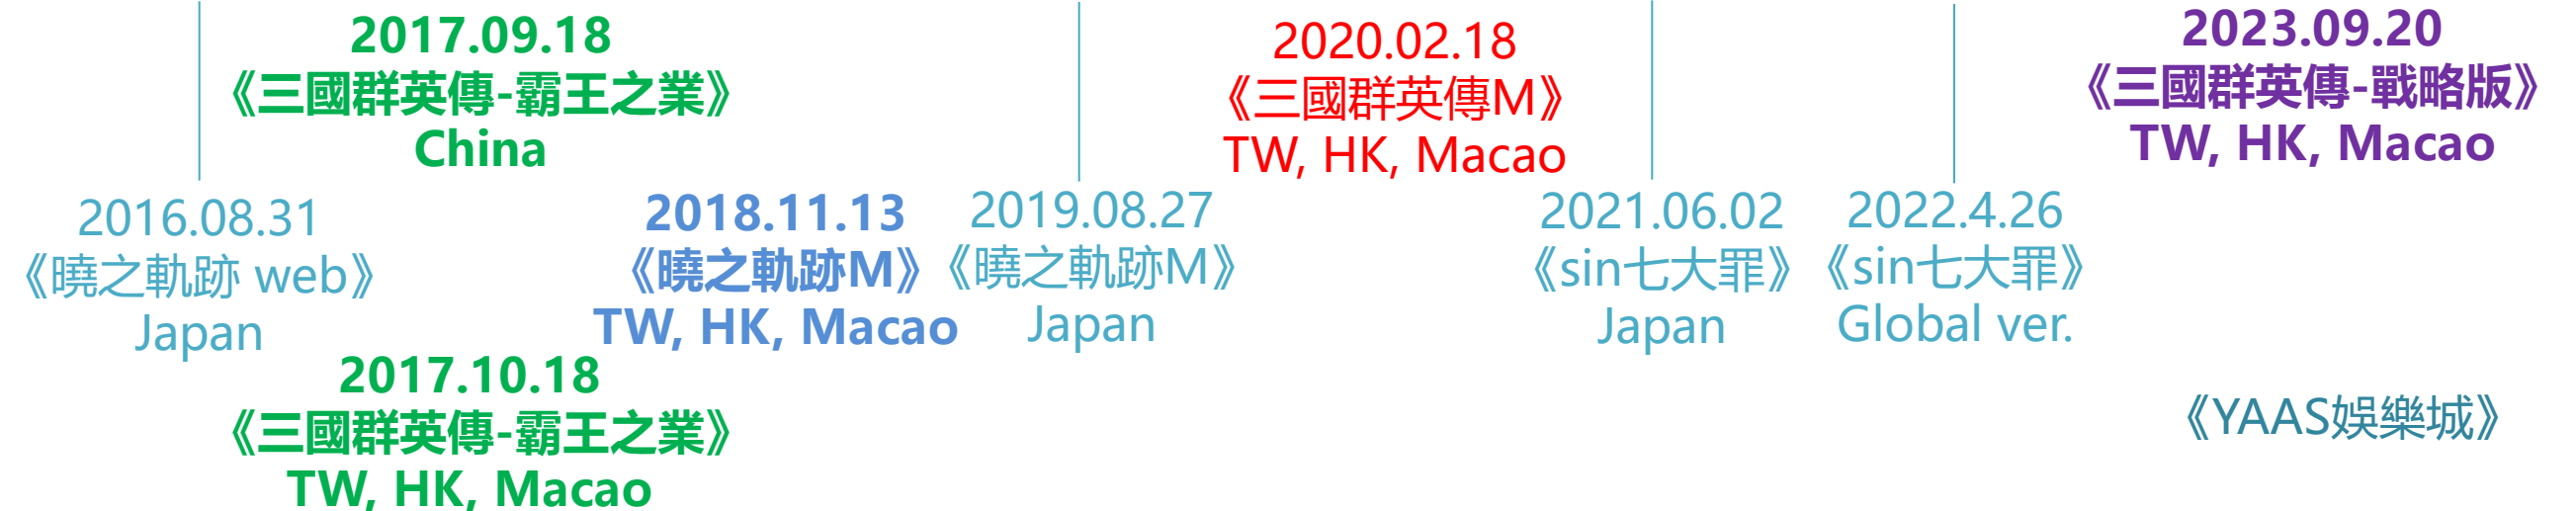 2017.09.18
《三國群英傳-霸王之業》
China
2020.02.18
《三國群英傳M》
TW, HK, Macao
2023.09.20
《三國群英傳-戰略版》
TW, HK, Macao
2016.08.31
《曉之軌跡 web》
Japan
2018.11.13
《曉之軌跡M》
TW, HK, Macao
2019.08.27
《曉之軌跡M》
Japan
2021.06.02
《sin七大罪》
Japan
2022.4.26
《sin七大罪》
Global ver.
2017.10.18
《三國群英傳-霸王之業》
TW, HK, Macao
《YAAS娛樂城》